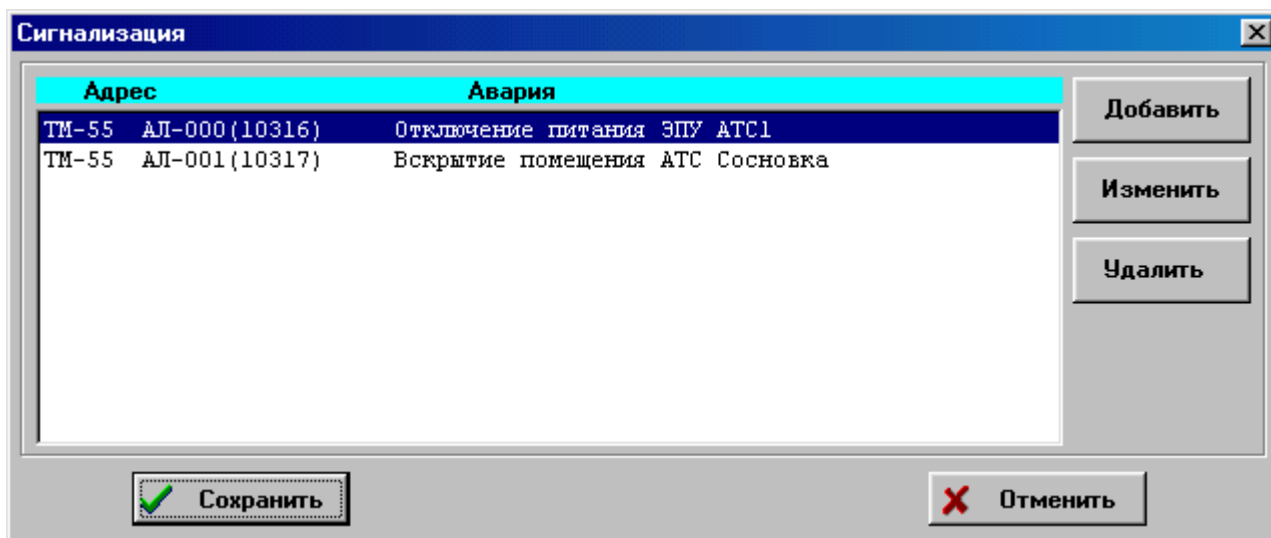 Сигнализация
Адрес Авария
ТМ-55 АЛ-000(10316) Отключение питания ЭПУ АТС1
ТМ-55 АЛ-001(10317) Вскрытие помещения АТС Сосновка
Добавить
Изменить
Удалить
Сохранить Отменить